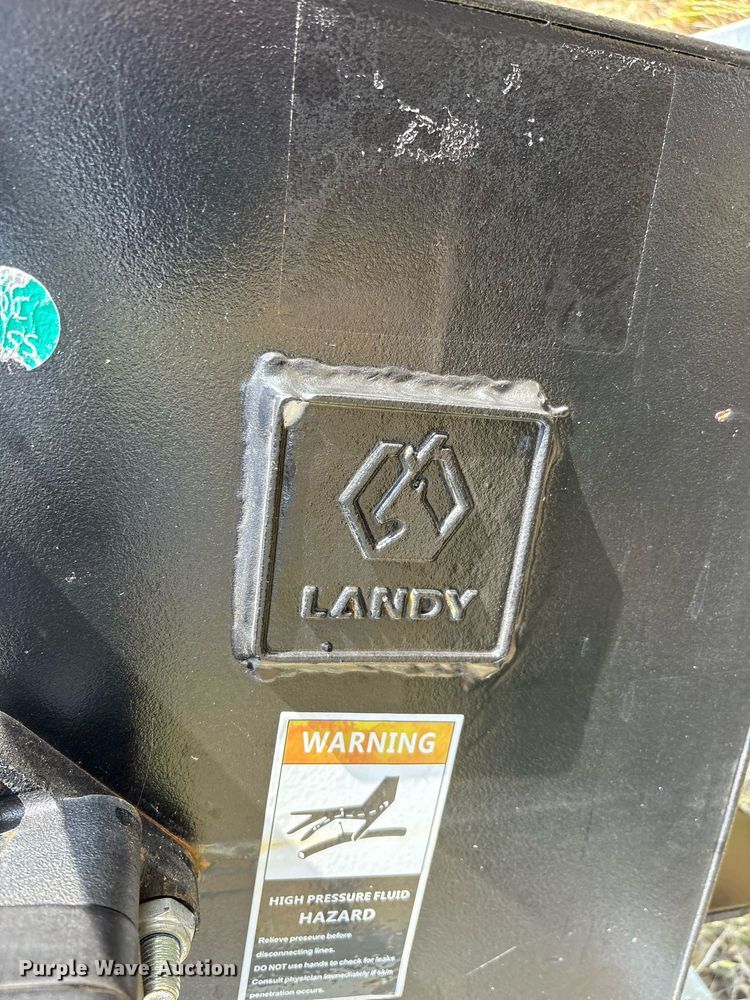 LANDY
WARNING
HIGH PRESSURE FLUID
HAZARD
Relieve pressure before
disconnecting lines.
DO NOT use hands to check for leaks
Consult physician immediately if skin
penetration occurs.
Purple Wave Auction